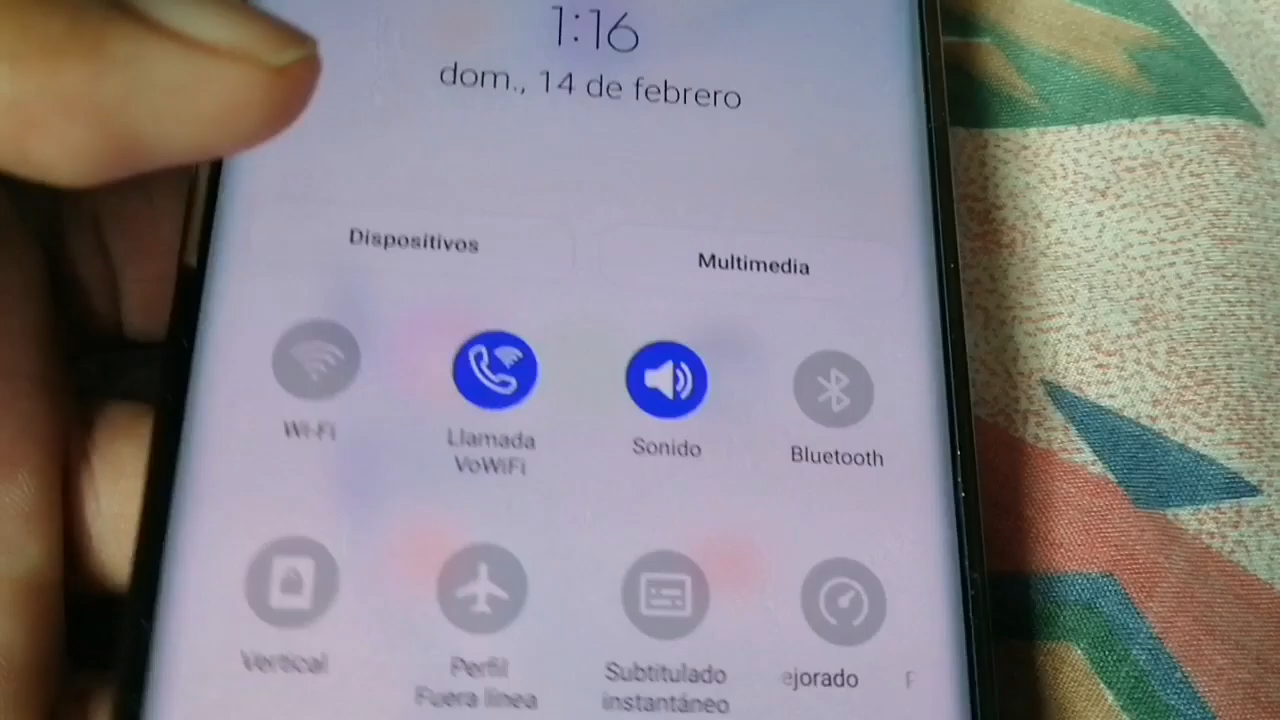 1:16
dom., 14 de febrero
Dispositivos
Multimedia
Wi-Fi
Llamada
VoWiFi
Sonido
Bluetooth
Vertical
Perfil
Fuera línea
Subtitulado
instantáneo
ejorado